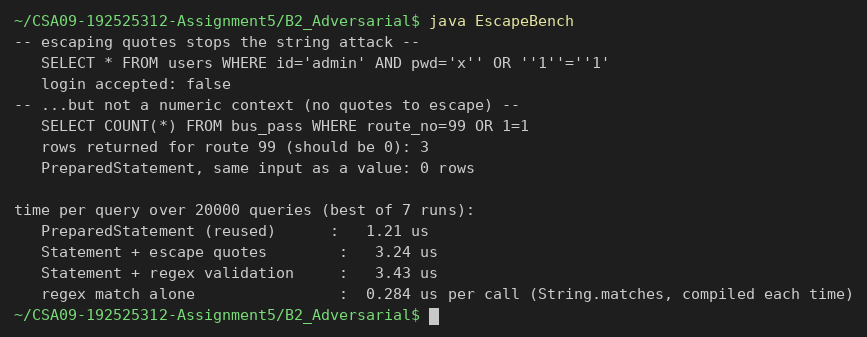 ~/CSA09-192525312-Assignment5/B2_Adversarial$ java EscapeBench
-- escaping quotes stops the string attack --
   SELECT * FROM users WHERE id='admin' AND pwd='x'' OR ''1''=''1'
   login accepted: false
-- ...but not a numeric context (no quotes to escape) --
   SELECT COUNT(*) FROM bus_pass WHERE route_no=99 OR 1=1
   rows returned for route 99 (should be 0): 3
   PreparedStatement, same input as a value: 0 rows

time per query over 20000 queries (best of 7 runs):
   PreparedStatement (reused)      :   1.21 us
   Statement + escape quotes        :   3.24 us
   Statement + regex validation     :   3.43 us
   regex match alone                :  0.284 us per call (String.matches, compiled each time)
~/CSA09-192525312-Assignment5/B2_Adversarial$